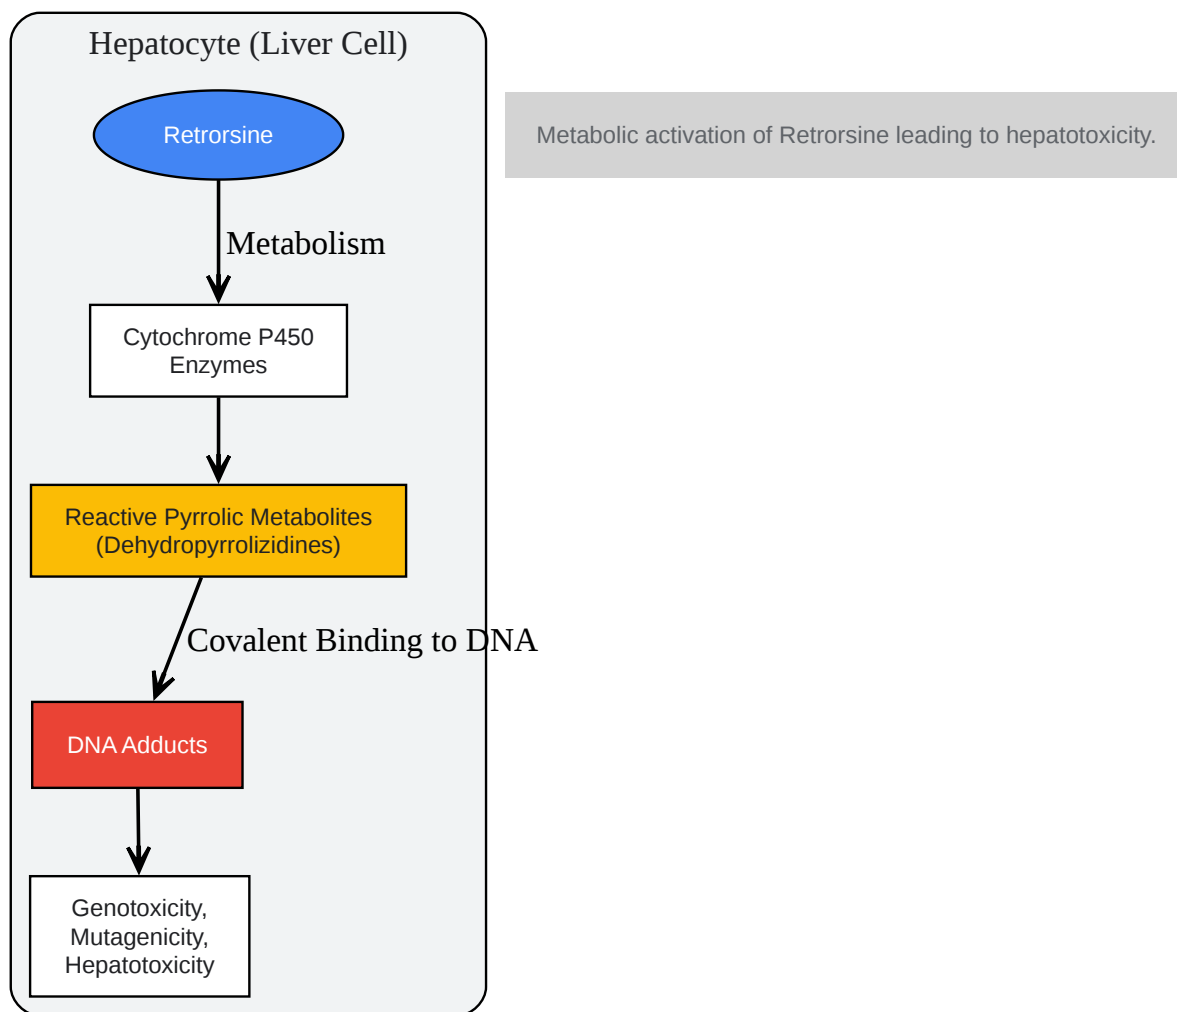 Hepatocyte (Liver Cell)
Retrorsine
Metabolic activation of Retrorsine leading to hepatotoxicity.
Metabolism
Cytochrome P450
Enzymes
Reactive Pyrrolic Metabolites
(Dehydropyrrolizidines)
Covalent Binding to DNA
DNA Adducts
Genotoxicity,
Mutagenicity,
Hepatotoxicity